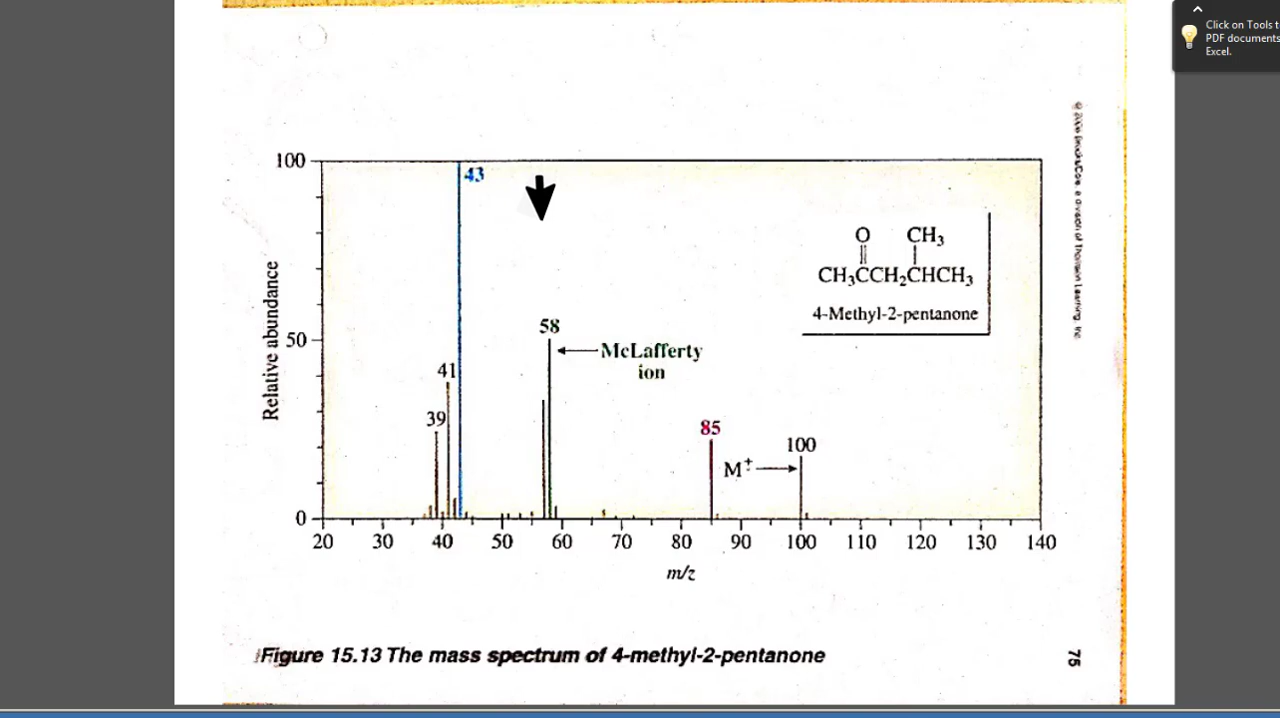 Click on Tools t
PDF documents
Excel.
100
43
O CH₃
CH₃CCH₂CHCH₃
4-Methyl-2-pentanone
Relative abundance
58
50
McLafferty
ion
41
39
85
100
M⁺
0
20 30 40 50 60 70 80 90 100 110 120 130 140
m/z
Figure 15.13 The mass spectrum of 4-methyl-2-pentanone
75